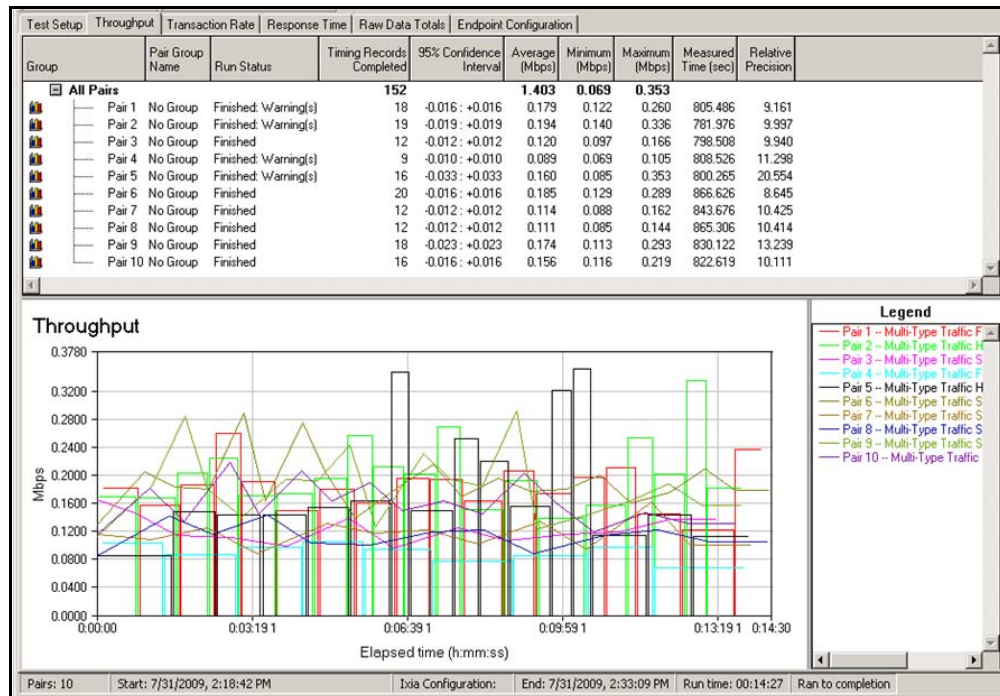 Test Setup Throughput Transaction Rate Response Time Raw Data Totals Endpoint Configuration
Group Pair Group Name Run Status Timing Records Completed 95% Confidence Interval Average (Mbps) Minimum (Mbps) Maximum (Mbps) Measured Time (sec) Relative Precision
All Pairs 152 1.403 0.069 0.353
Pair 1 No Group Finished: Warning(s) 18 -0.016 : +0.016 0.179 0.122 0.260 805.486 9.161
Pair 2 No Group Finished: Warning(s) 19 -0.019 : +0.019 0.194 0.140 0.336 781.976 9.997
Pair 3 No Group Finished 12 -0.012 : +0.012 0.120 0.097 0.166 798.508 9.940
Pair 4 No Group Finished: Warning(s) 9 -0.010 : +0.010 0.089 0.069 0.105 808.526 11.298
Pair 5 No Group Finished: Warning(s) 16 -0.033 : +0.033 0.160 0.085 0.353 800.265 20.554
Pair 6 No Group Finished 20 -0.016 : +0.016 0.185 0.129 0.289 866.626 8.645
Pair 7 No Group Finished 12 -0.012 : +0.012 0.114 0.088 0.162 843.676 10.425
Pair 8 No Group Finished 12 -0.012 : +0.012 0.111 0.085 0.144 865.306 10.414
Pair 9 No Group Finished 18 -0.023 : +0.023 0.174 0.113 0.293 830.122 13.239
Pair 10 No Group Finished 16 -0.016 : +0.016 0.156 0.116 0.219 822.619 10.111
Throughput
Mbps
0.3780
0.3200
0.2800
0.2400
0.2000
0.1600
0.1200
0.0800
0.0400
0.0000
0:00:00 0:03:19 1 0:06:39 1 0:09:59 1 0:13:19 1 0:14:30
Elapsed time (h:mm:ss)
Legend
Pair 1 -- Multi-Type Traffic F
Pair 2 -- Multi-Type Traffic H
Pair 3 -- Multi-Type Traffic S
Pair 4 -- Multi-Type Traffic F
Pair 5 -- Multi-Type Traffic H
Pair 6 -- Multi-Type Traffic S
Pair 7 -- Multi-Type Traffic S
Pair 8 -- Multi-Type Traffic S
Pair 9 -- Multi-Type Traffic S
Pair 10 -- Multi-Type Traffic
Pairs: 10 Start: 7/31/2009, 2:18:42 PM Ixia Configuration: End: 7/31/2009, 2:33:09 PM Run time: 00:14:27 Ran to completion